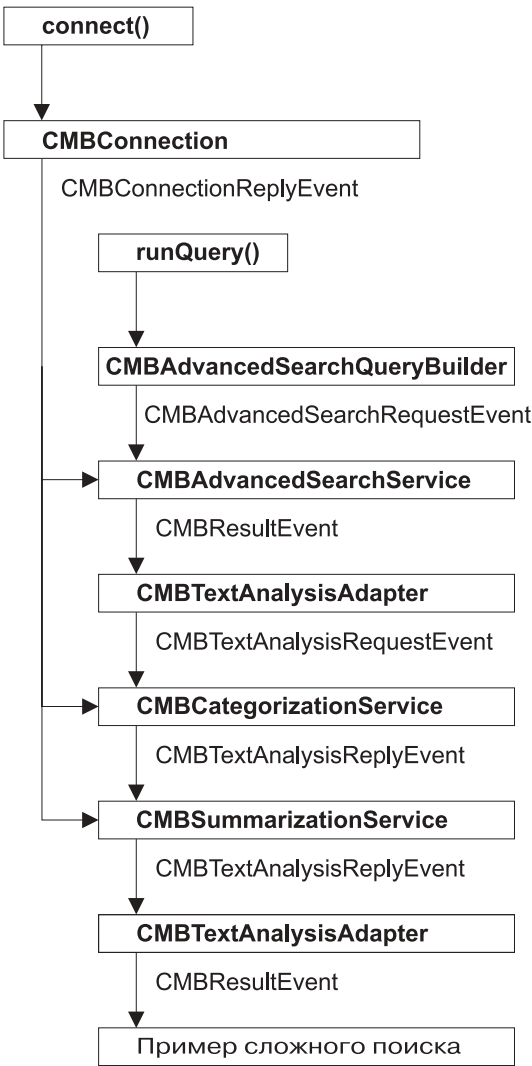 connect()
CMBConnection
CMBConnectionReplyEvent
runQuery()
CMBAdvancedSearchQueryBuilder
CMBAdvancedSearchRequestEvent
CMBAdvancedSearchService
CMBResultEvent
CMBTextAnalysisAdapter
CMBTextAnalysisRequestEvent
CMBCategorizationService
CMBTextAnalysisReplyEvent
CMBSummarizationService
CMBTextAnalysisReplyEvent
CMBTextAnalysisAdapter
CMBResultEvent
Пример сложного поиска